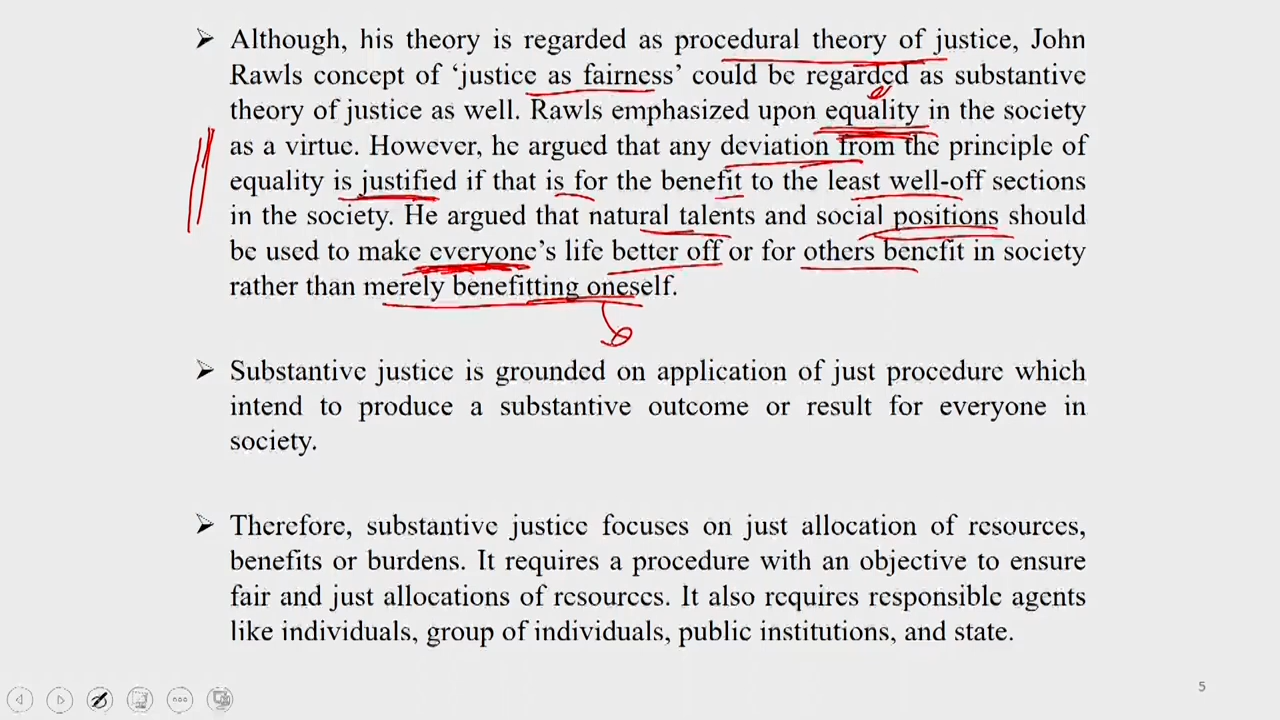 ➢ Although, his theory is regarded as procedural theory of justice, John
Rawls concept of ‘justice as fairness’ could be regarded as substantive
theory of justice as well. Rawls emphasized upon equality in the society
as a virtue. However, he argued that any deviation from the principle of
equality is justified if that is for the benefit to the least well-off sections
in the society. He argued that natural talents and social positions should
be used to make everyone’s life better off or for others benefit in society
rather than merely benefitting oneself.
➢ Substantive justice is grounded on application of just procedure which
intend to produce a substantive outcome or result for everyone in
society.
➢ Therefore, substantive justice focuses on just allocation of resources,
benefits or burdens. It requires a procedure with an objective to ensure
fair and just allocations of resources. It also requires responsible agents
like individuals, group of individuals, public institutions, and state.
5